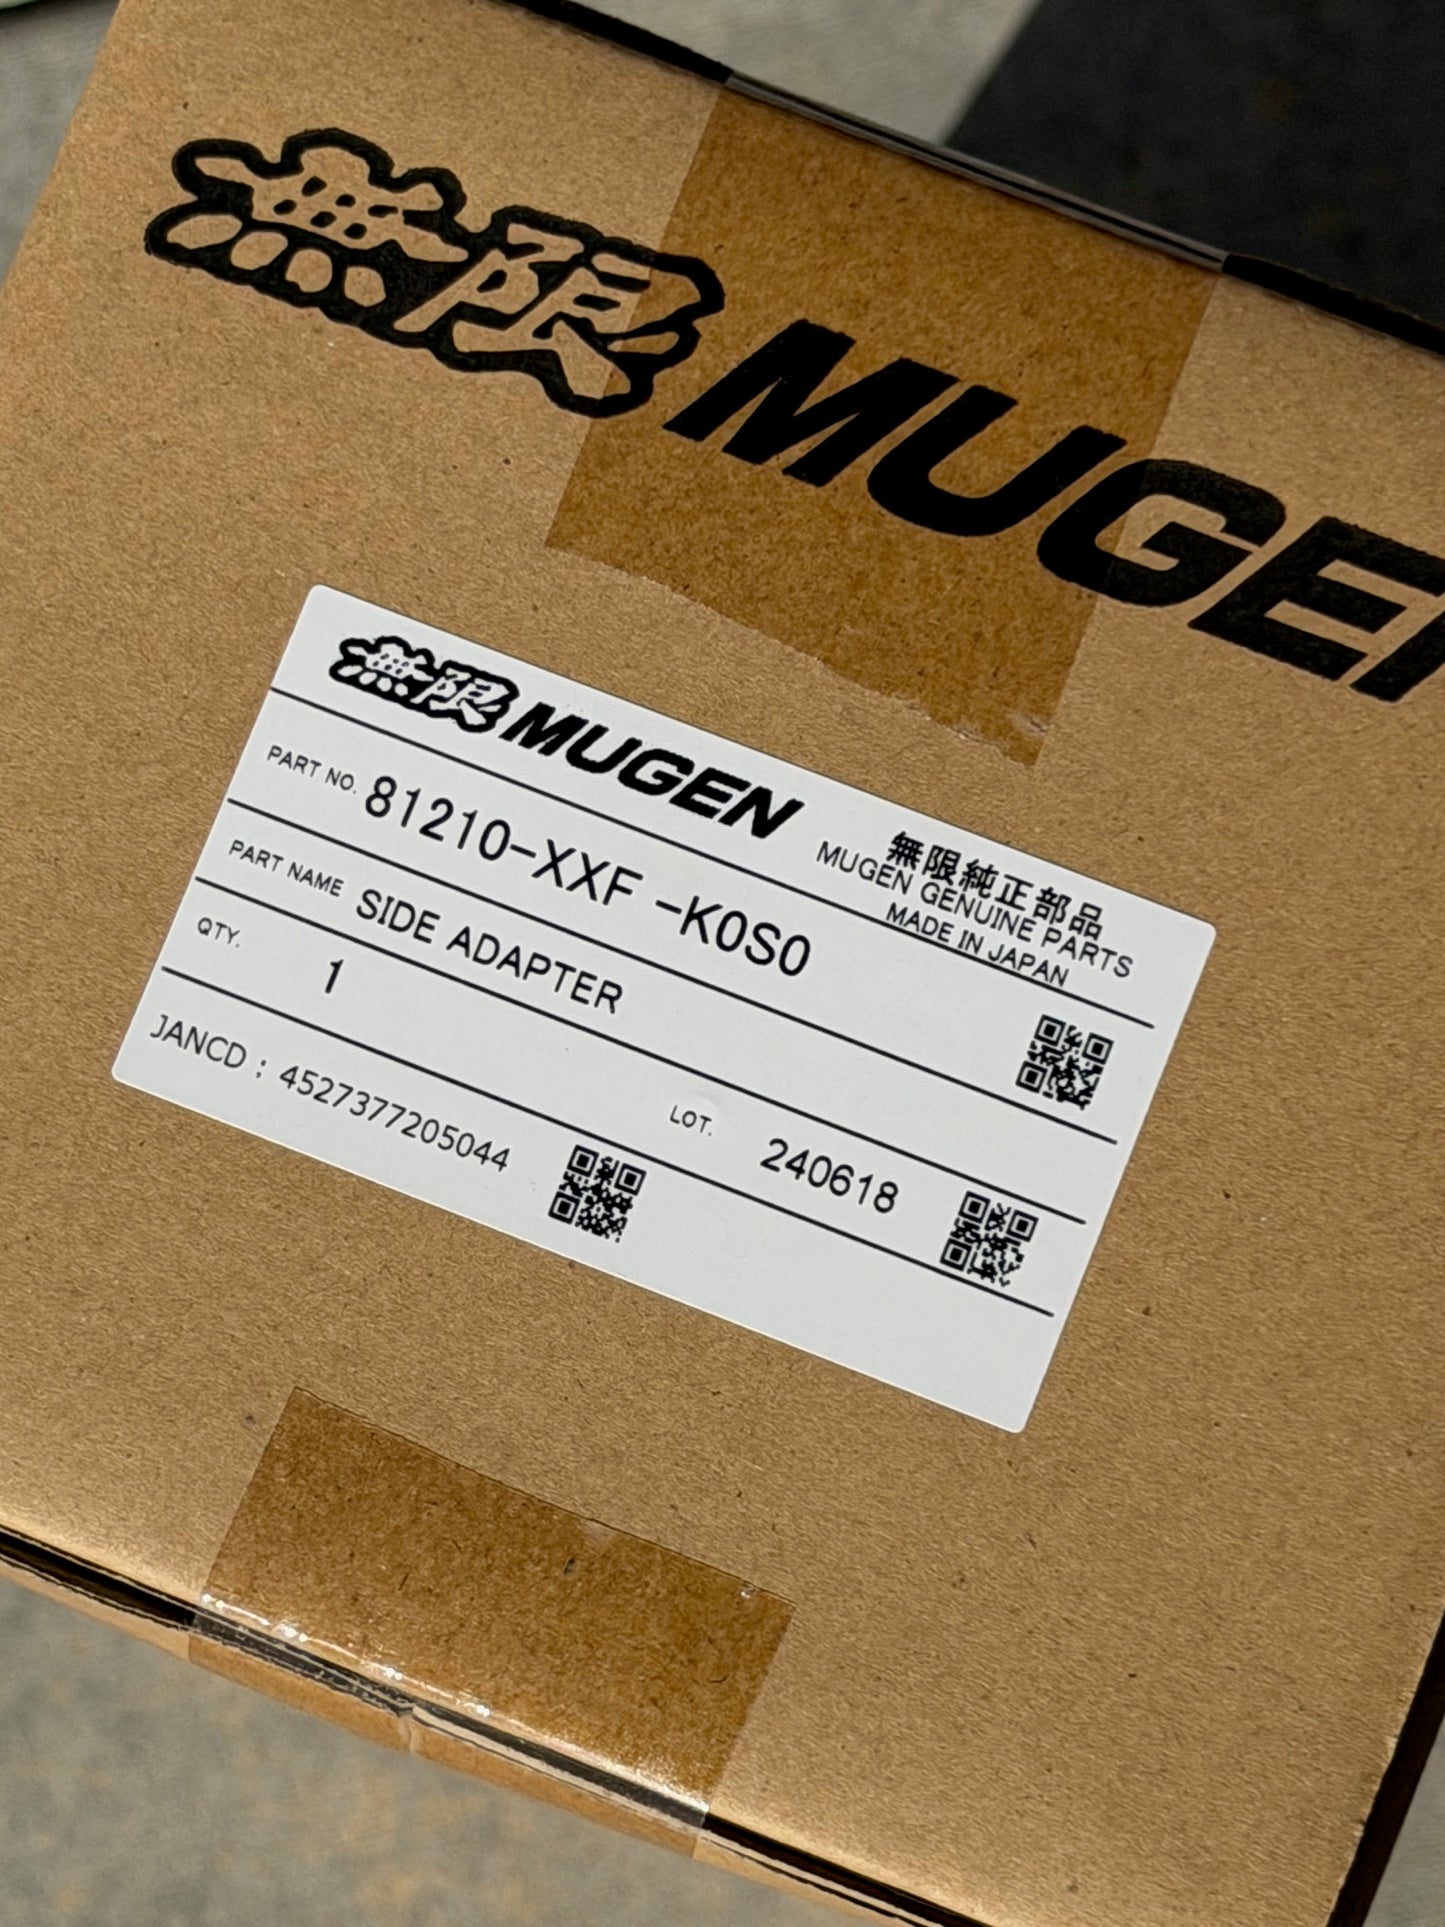 無限 MUGEN
無限 MUGEN
無限純正部品
MUGEN GENUINE PARTS
MADE IN JAPAN
PART NO. 81210-XXF -K0S0
PART NAME SIDE ADAPTER
QTY. 1
LOT. 240618
JANCD : 4527377205044